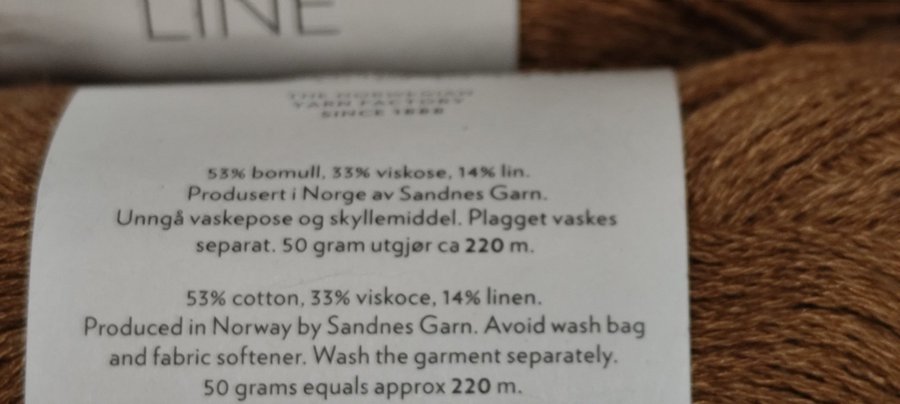 LINE
THE NORWEGIAN
YARN FACTORY
SINCE 1888
53% bomull, 33% viskose, 14% lin.
Produsert i Norge av Sandnes Garn.
Unngå vaskepose og skyllemiddel. Plagget vaskes
separat. 50 gram utgjør ca 220 m.
53% cotton, 33% viskoce, 14% linen.
Produced in Norway by Sandnes Garn. Avoid wash bag
and fabric softener. Wash the garment separately.
50 grams equals approx 220 m.